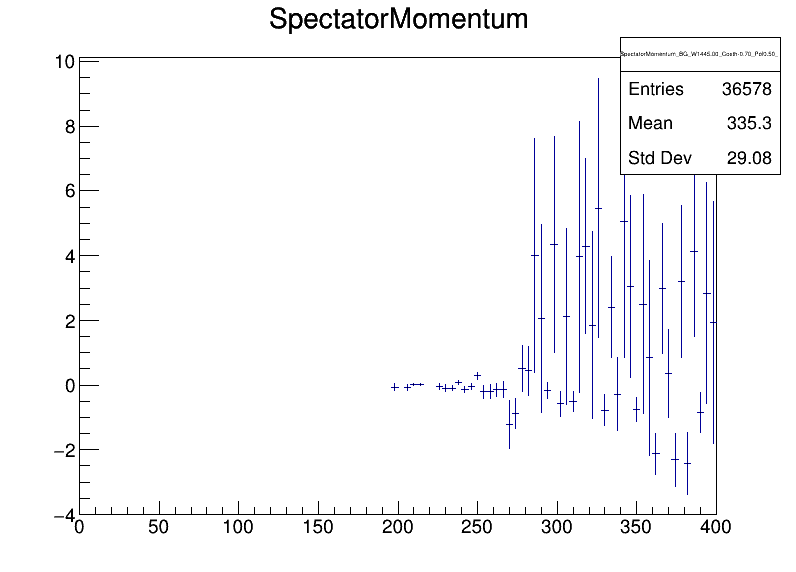 SpectatorMomentum
SpectatorMomentum_BG_W1445.00_Costh-0.70_Pol0.50_
Entries 36578
Mean 335.3
Std Dev 29.08
10
8
6
4
2
0
−2
−4
0 50 100 150 200 250 300 350 400